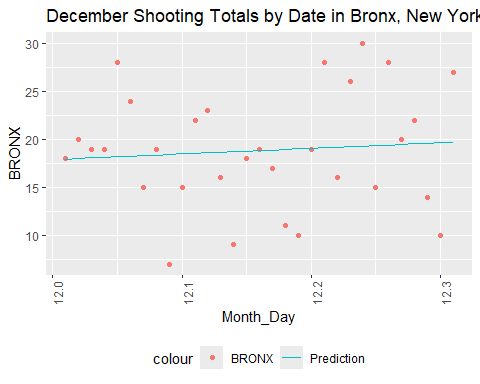 December Shooting Totals by Date in Bronx, New York
30
25
20
15
10
BRONX
12.0
12.1
12.2
12.3
Month_Day
colour BRONX Prediction